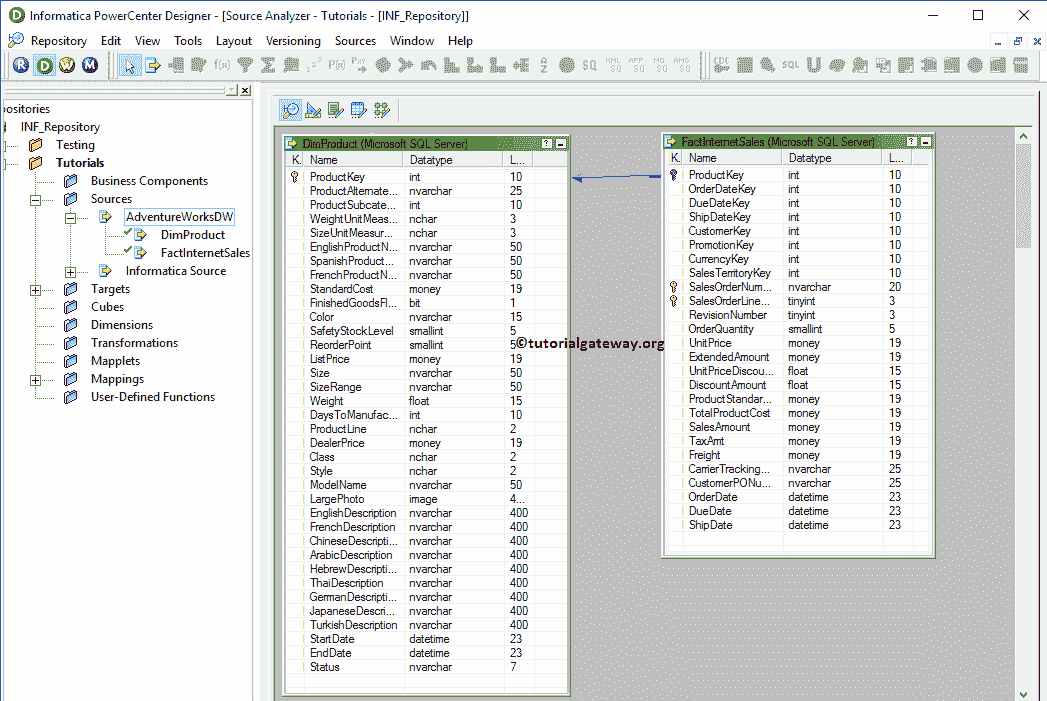 Informatica PowerCenter Designer - [Source Analyzer - Tutorials - [INF_Repository]]
Repository Edit View Tools Layout Versioning Sources Window Help
ositories
INF_Repository
Testing
Tutorials
Business Components
Sources
AdventureWorksDW
DimProduct
FactInternetSales
Informatica Source
Targets
Cubes
Dimensions
Transformations
Mapplets
Mappings
User-Defined Functions
DimProduct (Microsoft SQL Server)
K. Name Datatype L...
ProductKey int 10
ProductAlternate... nvarchar 25
ProductSubcate... int 10
WeightUnitMeas... nchar 3
SizeUnitMeasur... nchar 3
EnglishProductN... nvarchar 50
SpanishProduct... nvarchar 50
FrenchProductN... nvarchar 50
StandardCost money 19
FinishedGoodsFl... bit 1
Color nvarchar 15
SafetyStockLevel smallint 5
ReorderPoint smallint 5
ListPrice money 19
Size nvarchar 50
SizeRange nvarchar 50
Weight float 15
DaysToManufac... int 10
ProductLine nchar 2
DealerPrice money 19
Class nchar 2
Style nchar 2
ModelName nvarchar 50
LargePhoto image 4...
EnglishDescription nvarchar 400
FrenchDescription nvarchar 400
ChineseDescripti... nvarchar 400
ArabicDescription nvarchar 400
HebrewDescripti... nvarchar 400
ThaiDescription nvarchar 400
GermanDescripti... nvarchar 400
JapaneseDescri... nvarchar 400
TurkishDescription nvarchar 400
StartDate datetime 23
EndDate datetime 23
Status nvarchar 7
©tutorialgateway.org
FactInternetSales (Microsoft SQL Server)
K. Name Datatype L...
ProductKey int 10
OrderDateKey int 10
DueDateKey int 10
ShipDateKey int 10
CustomerKey int 10
PromotionKey int 10
CurrencyKey int 10
SalesTerritoryKey int 10
SalesOrderNum... nvarchar 20
SalesOrderLine... tinyint 3
RevisionNumber tinyint 3
OrderQuantity smallint 5
UnitPrice money 19
ExtendedAmount money 19
UnitPriceDiscou... float 15
DiscountAmount float 15
ProductStandar... money 19
TotalProductCost money 19
SalesAmount money 19
TaxAmt money 19
Freight money 19
CarrierTracking... nvarchar 25
CustomerPONu... nvarchar 25
OrderDate datetime 23
DueDate datetime 23
ShipDate datetime 23